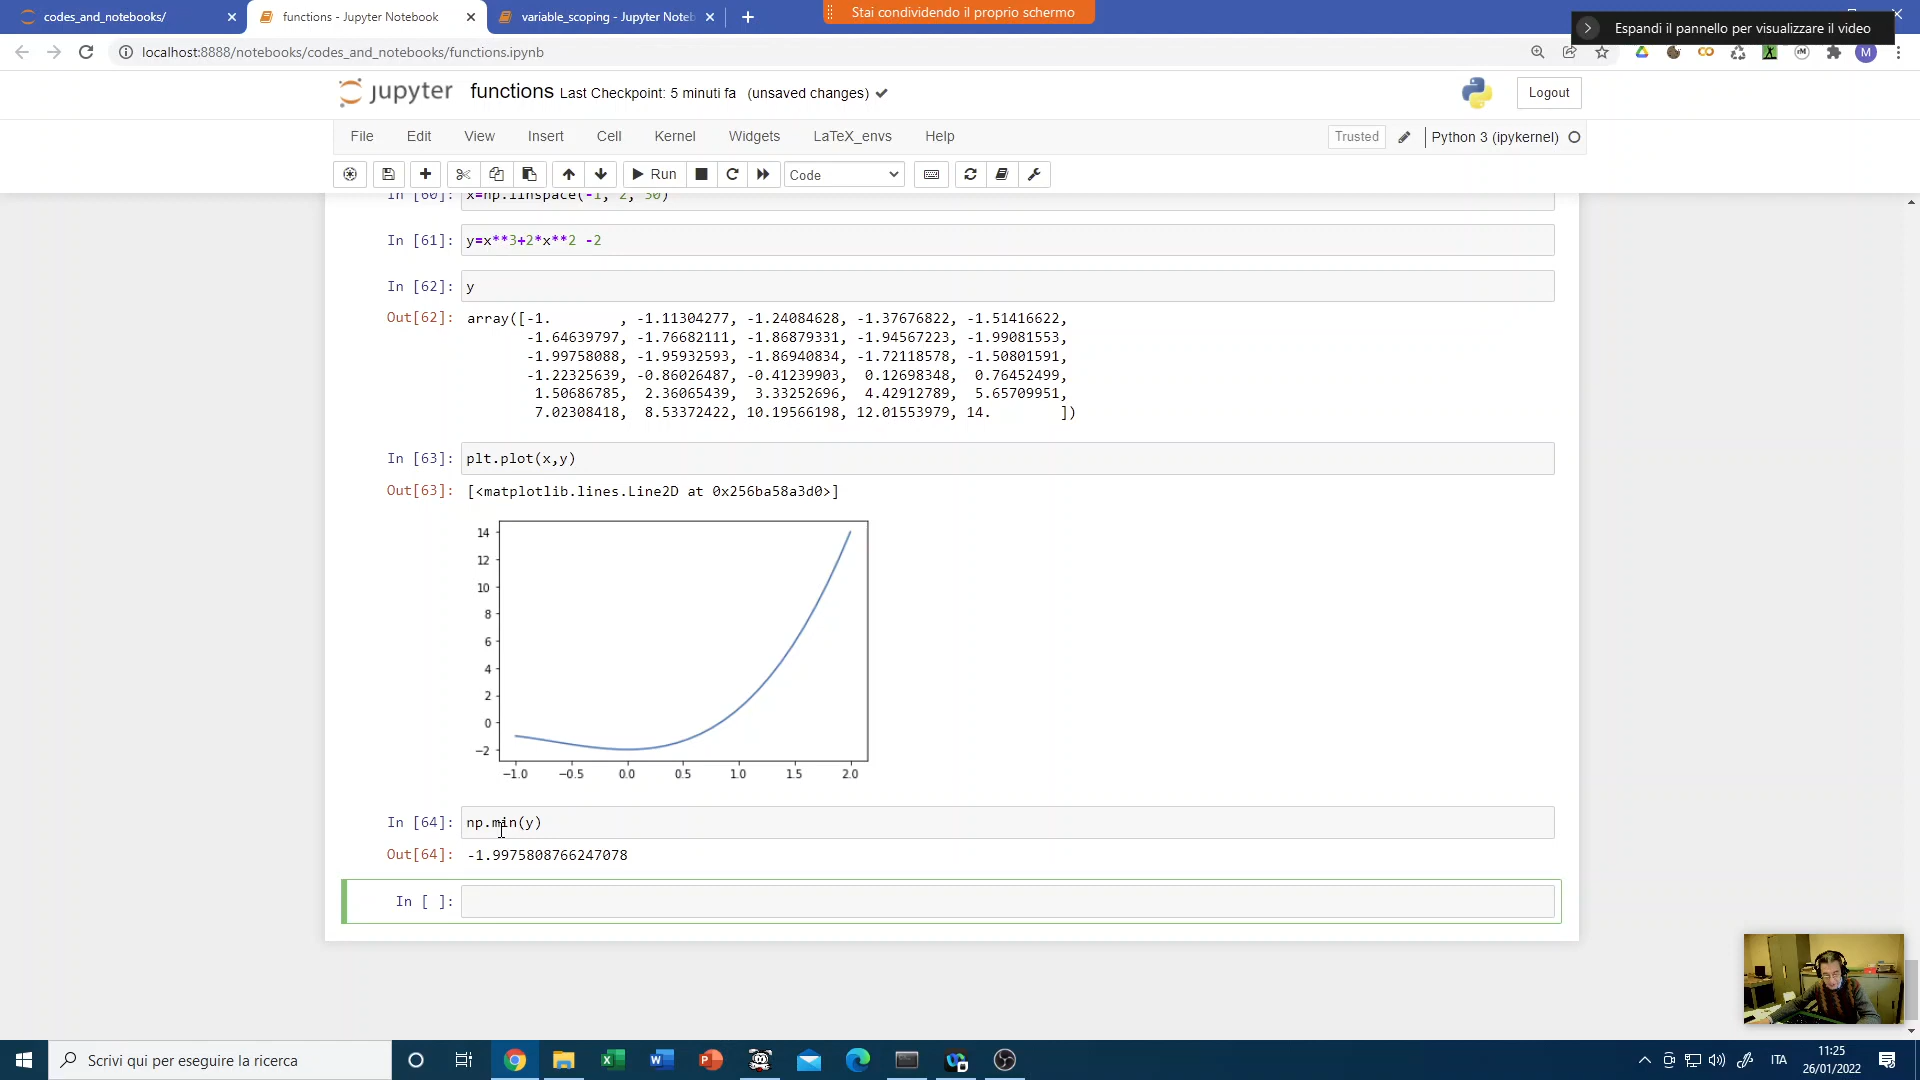 codes_and_notebooks/
functions - Jupyter Notebook
variable_scoping - Jupyter Noteb
Stai condividendo il proprio schermo
Espandi il pannello per visualizzare il video
localhost:8888/notebooks/codes_and_notebooks/functions.ipynb
M
jupyter functions Last Checkpoint: 5 minuti fa (unsaved changes)
Logout
File Edit View Insert Cell Kernel Widgets LaTeX_envs Help
Trusted
Python 3 (ipykernel)
Run
Code
In [60]: x=np.linspace(-1, 2, 30)
In [61]: y=x**3+2*x**2 -2
In [62]: y
Out[62]: array([-1.        , -1.11304277, -1.24084628, -1.37676822, -1.51416622,
-1.64639797, -1.76682111, -1.86879331, -1.94567223, -1.99081553,
-1.99758088, -1.95932593, -1.86940834, -1.72118578, -1.50801591,
-1.22325639, -0.86026487, -0.41239903, 0.12698348, 0.76452499,
1.50686785, 2.36065439, 3.33252696, 4.42912789, 5.65709951,
7.02308418, 8.53372422, 10.19566198, 12.01553979, 14.        ])
In [63]: plt.plot(x,y)
Out[63]: [<matplotlib.lines.Line2D at 0x256ba58a3d0>]
14
12
10
8
6
4
2
0
−2
−1.0 −0.5 0.0 0.5 1.0 1.5 2.0
In [64]: np.min(y)
Out[64]: -1.9975808766247078
In [ ]:
Scrivi qui per eseguire la ricerca
ITA
11:25
26/01/2022